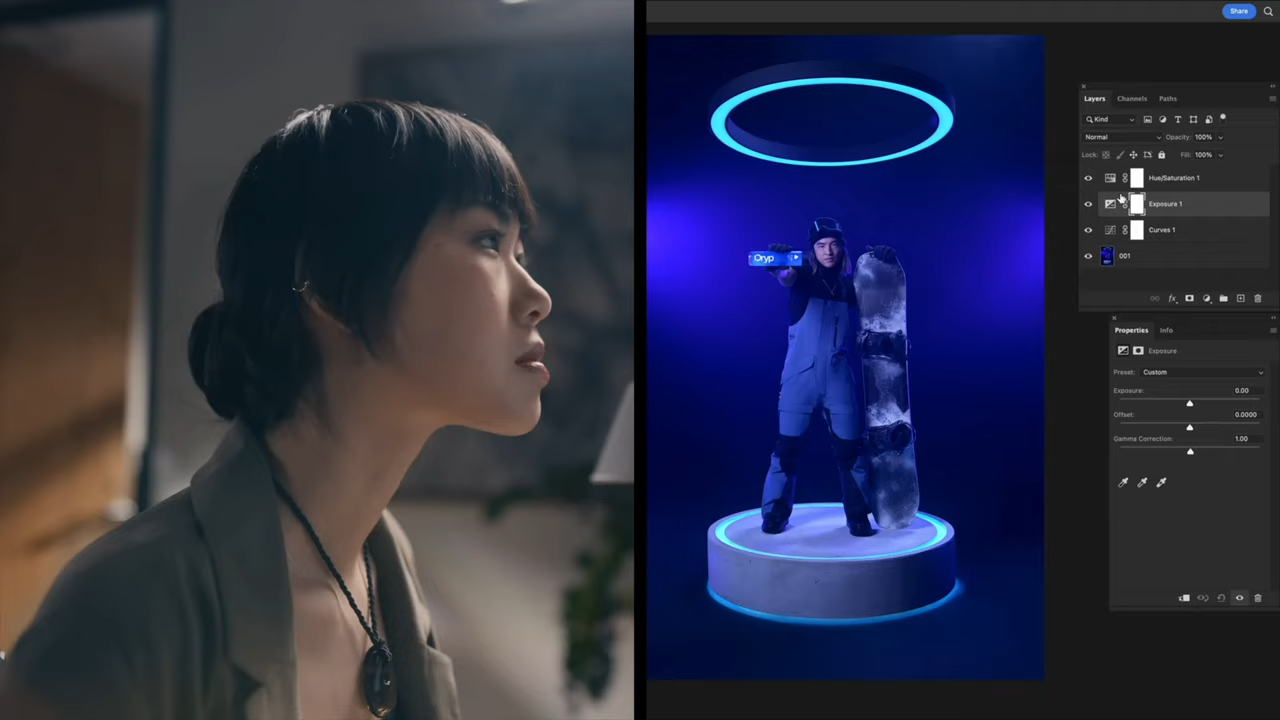 Share
Layers Channels Paths
Kind
Normal Opacity: 100%
Lock: Fill: 100%
Hue/Saturation 1
Exposure 1
Curves 1
001
fx
Oryp
Properties Info
Exposure
Preset: Custom
Exposure: 0.00
Offset: 0.0000
Gamma Correction: 1.00